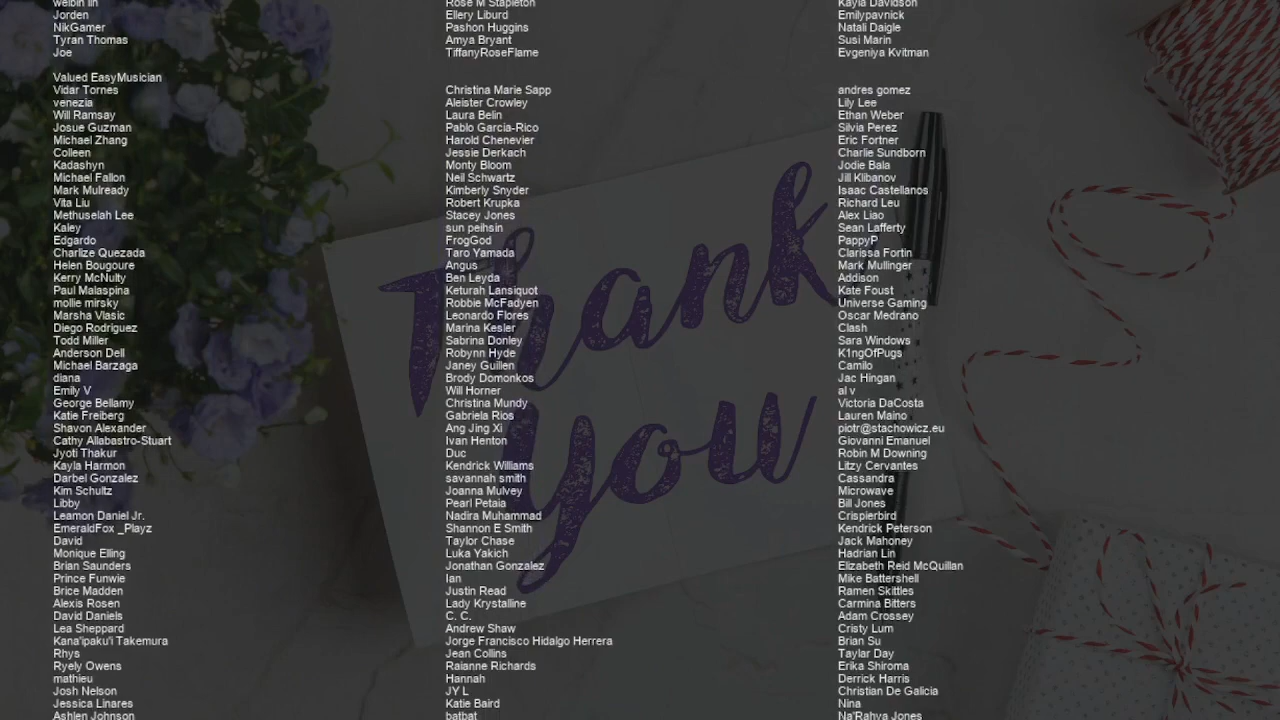 weibin lin
Jorden
NikGamer
Tyran Thomas
Joe
Valued EasyMusician
Vidar Tornes
venezia
Will Ramsay
Josue Guzman
Michael Zhang
Colleen
Kadashyn
Michael Fallon
Mark Mulready
Vita Liu
Methuselah Lee
Kaley
Edgardo
Charlize Quezada
Helen Bougoure
Kerry McNulty
Paul Malaspina
mollie mirsky
Marsha Vlasic
Diego Rodriguez
Todd Miller
Anderson Dell
Michael Barzaga
diana
Emily V
George Bellamy
Katie Freiberg
Shavon Alexander
Cathy Allabastro-Stuart
Jyoti Thakur
Kayla Harmon
Darbel Gonzalez
Kim Schultz
Libby
Leamon Daniel Jr.
EmeraldFox _Playz
David
Monique Elling
Brian Saunders
Prince Funwie
Brice Madden
Alexis Rosen
David Daniels
Lea Sheppard
Kana'ipaku'i Takemura
Rhys
Ryely Owens
mathieu
Josh Nelson
Jessica Linares
Ashlen Johnson
Rose M Stapleton
Ellery Liburd
Pashon Huggins
Amya Bryant
TiffanyRoseFlame
Christina Marie Sapp
Aleister Crowley
Laura Belin
Pablo Garcia-Rico
Harold Chenevier
Jessie Derkach
Monty Bloom
Neil Schwartz
Kimberly Snyder
Robert Krupka
Stacey Jones
sun peihsin
FrogGod
Taro Yamada
Angus
Ben Leyda
Keturah Lansiquot
Robbie McFadyen
Leonardo Flores
Marina Kesler
Sabrina Donley
Robynn Hyde
Janey Guillen
Brody Domonkos
Will Horner
Christina Mundy
Gabriela Rios
Ang Jing Xi
Ivan Henton
Duc
Kendrick Williams
savannah smith
Joanna Mulvey
Pearl Petaia
Nadira Muhammad
Shannon E Smith
Taylor Chase
Luka Yakich
Jonathan Gonzalez
Ian
Justin Read
Lady Krystalline
C. C.
Andrew Shaw
Jorge Francisco Hidalgo Herrera
Jean Collins
Raianne Richards
Hannah
JY L
Katie Baird
batbat
Kayla Davidson
Emilypavnick
Natali Daigle
Susi Marin
Evgeniya Kvitman
andres gomez
Lily Lee
Ethan Weber
Silvia Perez
Eric Fortner
Charlie Sundborn
Jodie Bala
Jill Klibanov
Isaac Castellanos
Richard Leu
Alex Liao
Sean Lafferty
PappyP
Clarissa Fortin
Mark Mullinger
Addison
Kate Foust
Universe Gaming
Oscar Medrano
Clash
Sara Windows
K1ngOfPugs
Camilo
Jac Hingan
al v
Victoria DaCosta
Lauren Maino
piotr@stachowicz.eu
Giovanni Emanuel
Robin M Downing
Litzy Cervantes
Cassandra
Microwave
Bill Jones
Crispierbird
Kendrick Peterson
Jack Mahoney
Hadrian Lin
Elizabeth Reid McQuillan
Mike Battershell
Ramen Skittles
Carmina Bitters
Adam Crossey
Cristy Lum
Brian Su
Taylar Day
Erika Shiroma
Derrick Harris
Christian De Galicia
Nina
Na'Rahya Jones
Thank
you